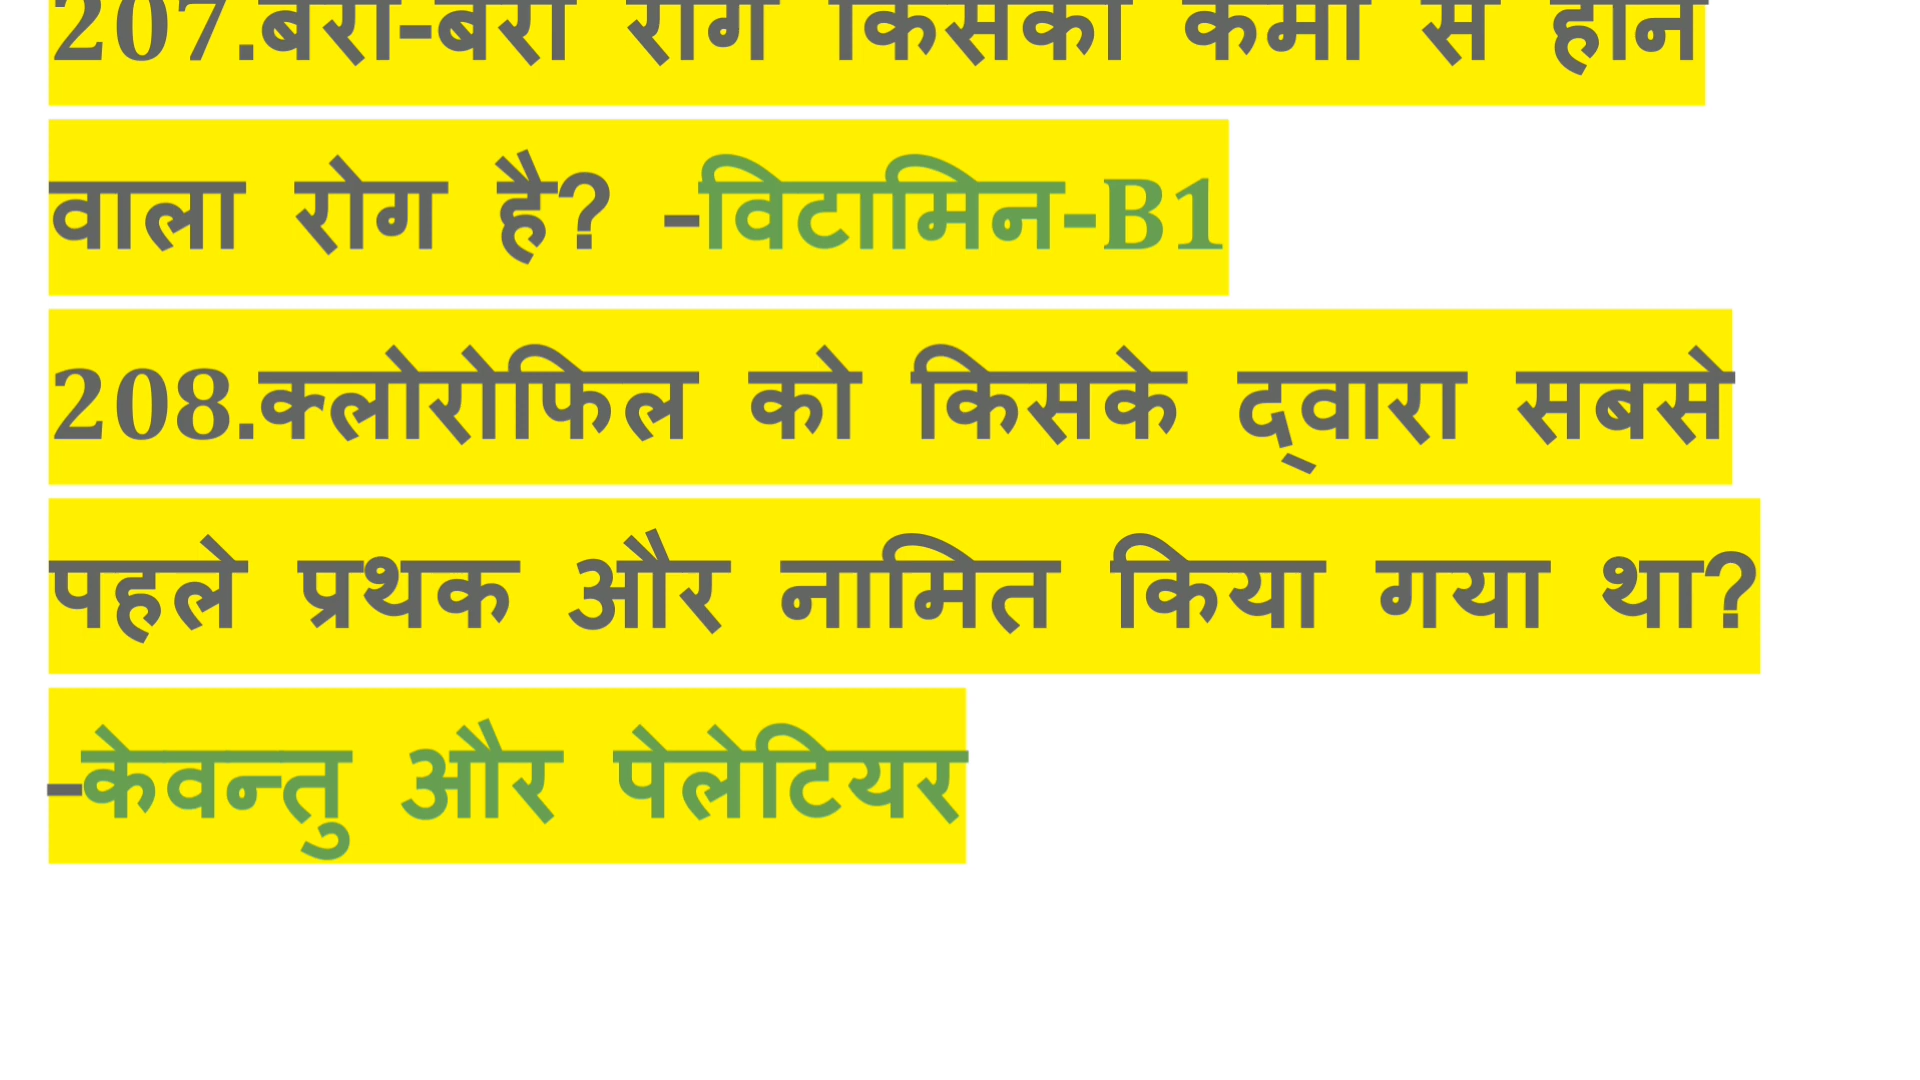 207.बेरी-बेरी रोग किसकी कमी से होने
वाला रोग है? –विटामिन-B1
208.क्लोरोफिल को किसके द्वारा सबसे
पहले प्रथक और नामित किया गया था?
–केवन्तु और पेलेटियर